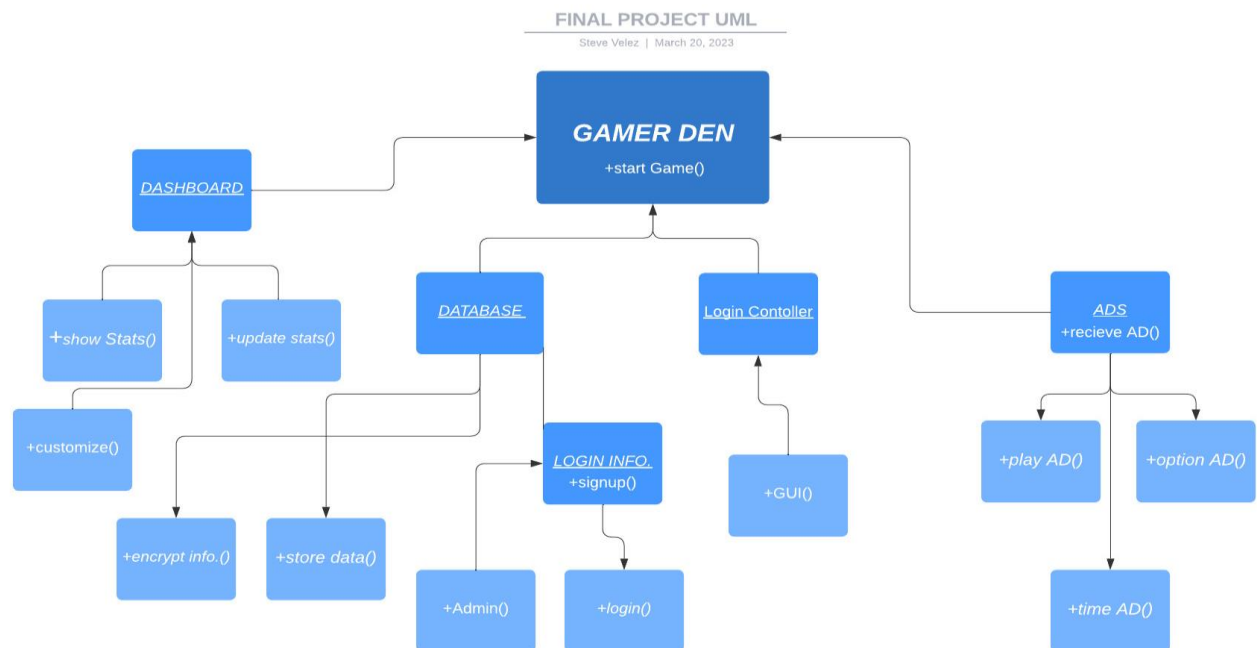 FINAL PROJECT UML
Steve Velez | March 20, 2023
GAMER DEN
+start Game()
DASHBOARD
+show Stats()
+update stats()
+customize()
DATABASE
+encrypt info.()
+store data()
LOGIN INFO.
+signup()
+Admin()
+login()
Login Contoller
+GUI()
ADS
+recieve AD()
+play AD()
+option AD()
+time AD()